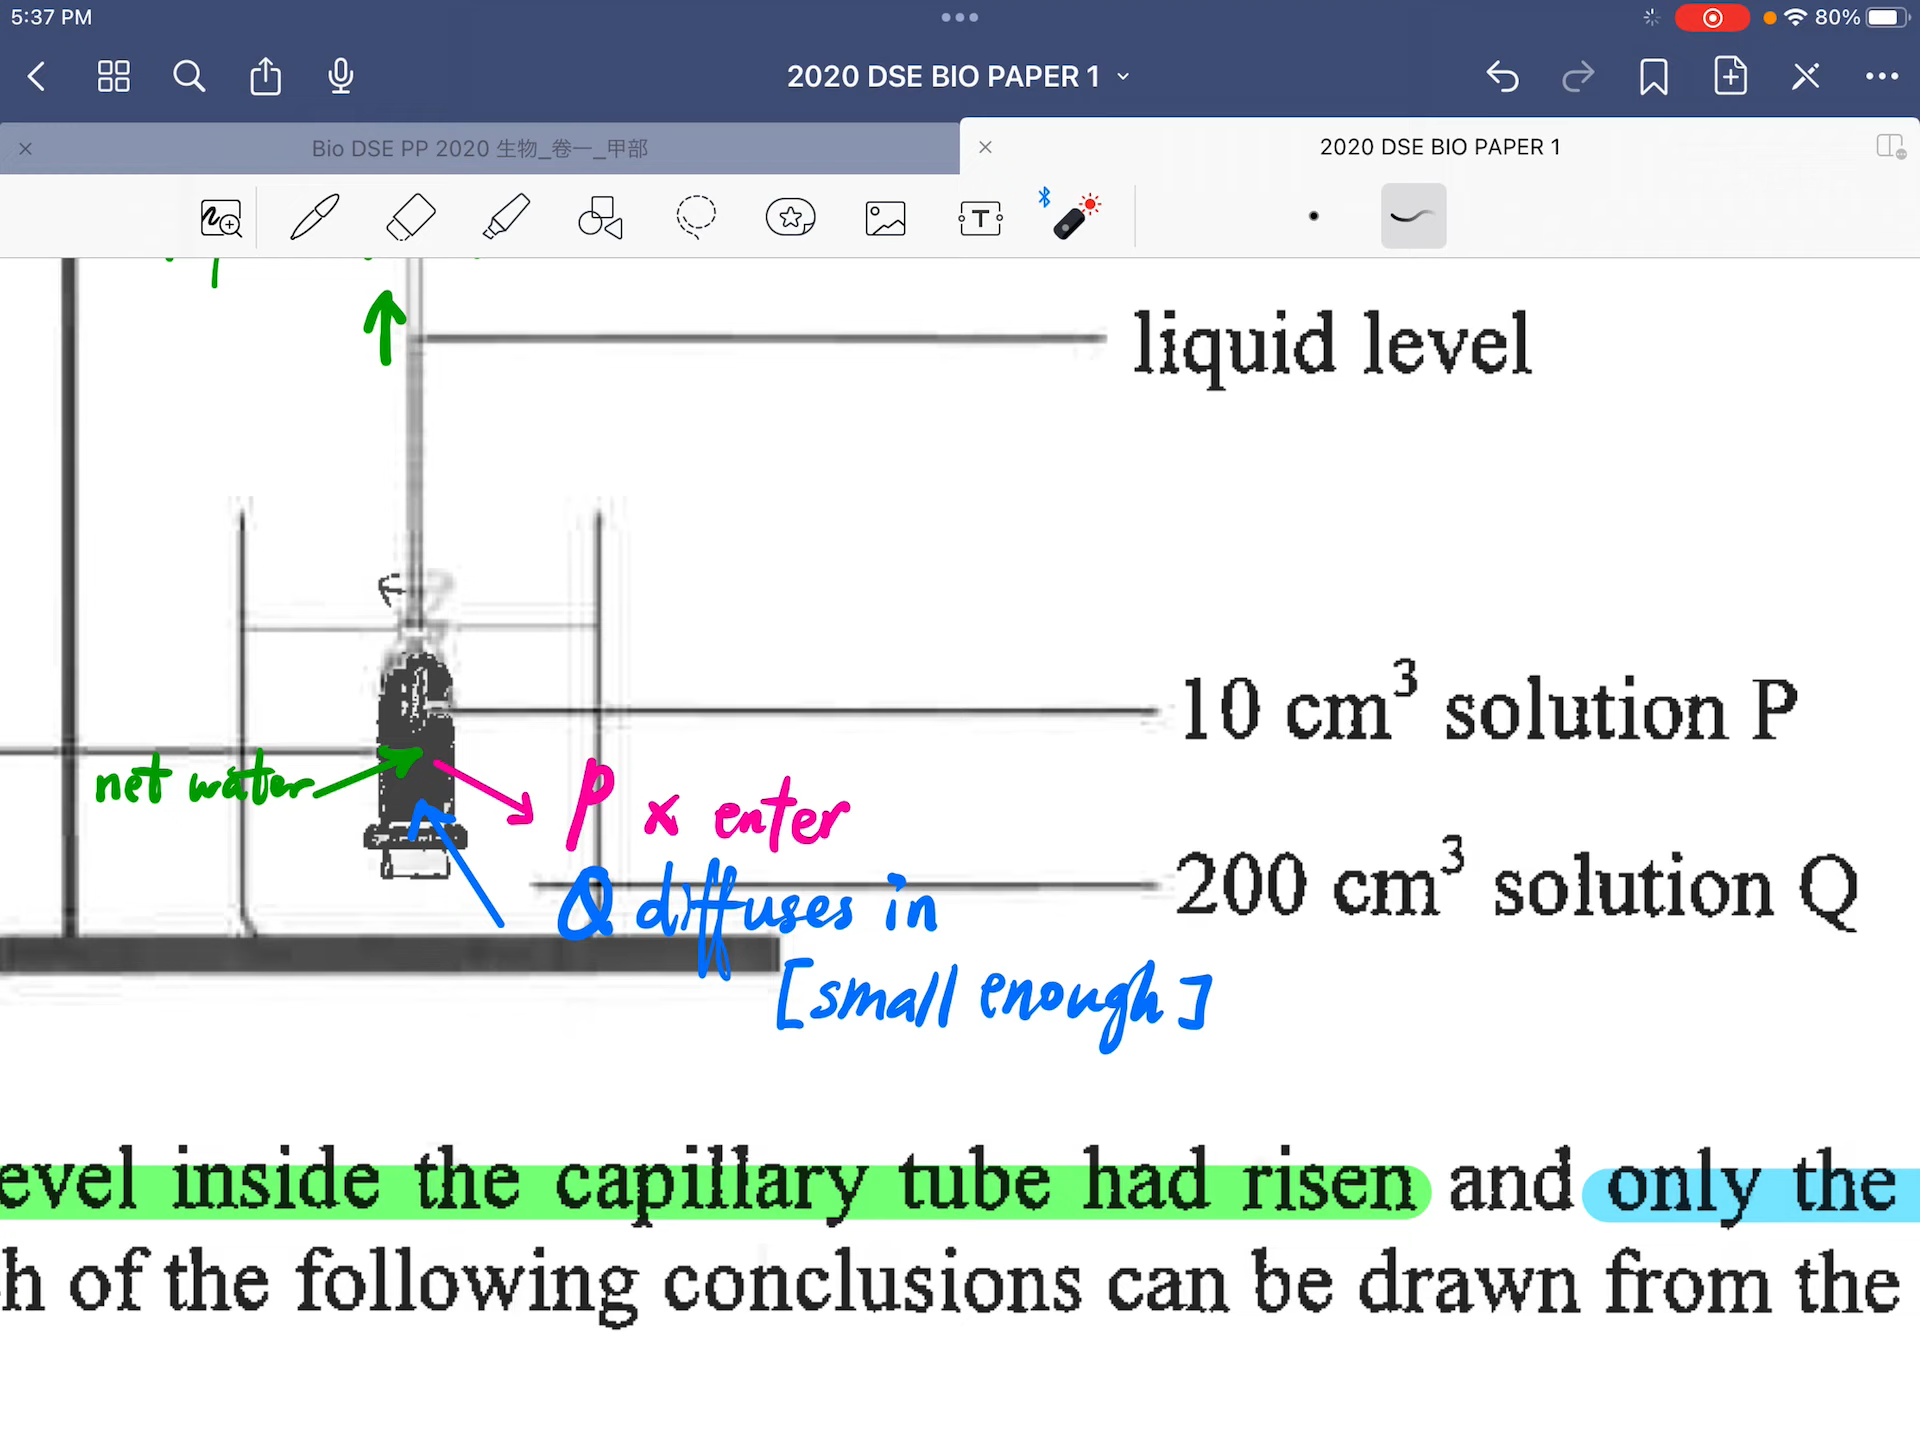 5:37 PM
80%
2020 DSE BIO PAPER 1
Bio DSE PP 2020 生物_卷一_甲部
2020 DSE BIO PAPER 1
T
liquid level
10 cm³ solution P
net water
P x enter
200 cm³ solution Q
Q diffuses in
[small enough]
evel inside the capillary tube had risen and only the
h of the following conclusions can be drawn from the